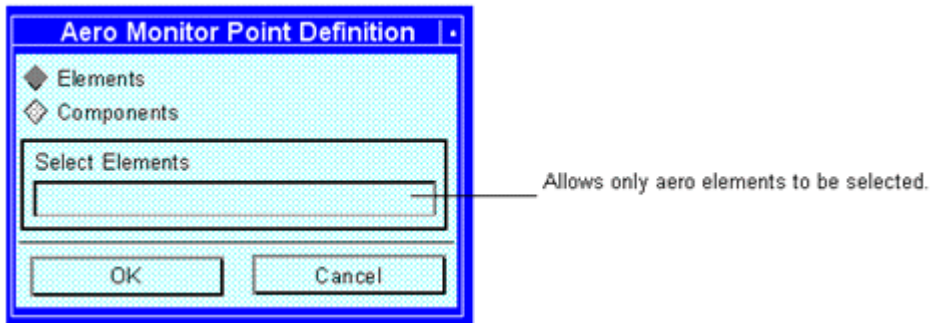 Aero Monitor Point Definition
Elements
Components
Select Elements
Allows only aero elements to be selected.
OK
Cancel